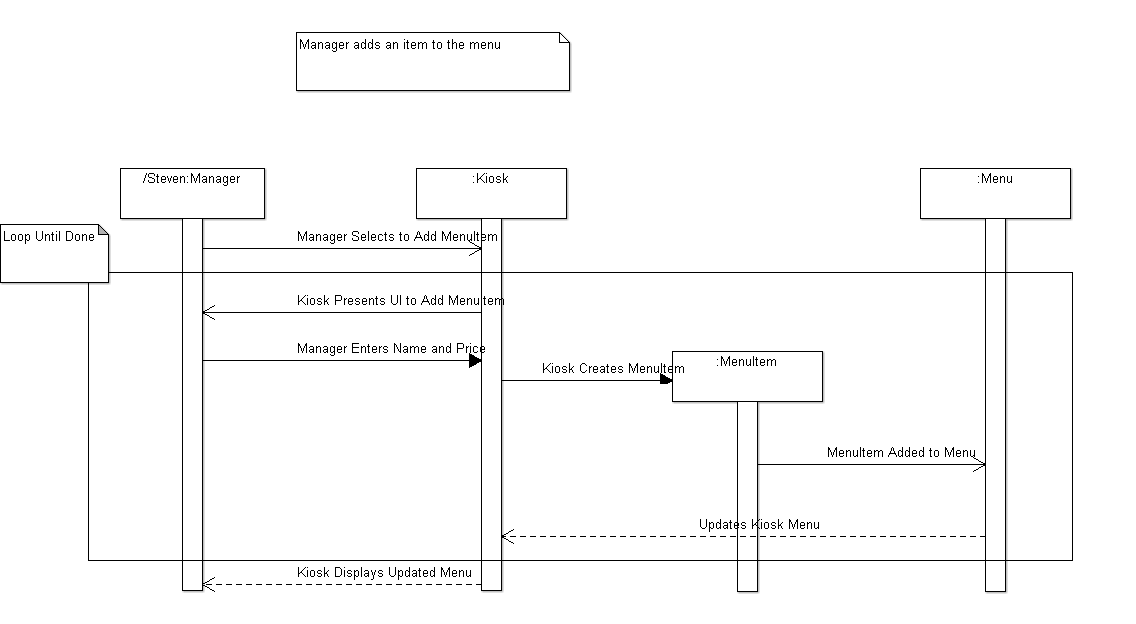 Manager adds an item to the menu
/Steven:Manager
:Kiosk
:Menu
Loop Until Done
Manager Selects to Add MenuItem
Kiosk Presents UI to Add MenuItem
Manager Enters Name and Price
Kiosk Creates MenuItem
:MenuItem
MenuItem Added to Menu
Updates Kiosk Menu
Kiosk Displays Updated Menu